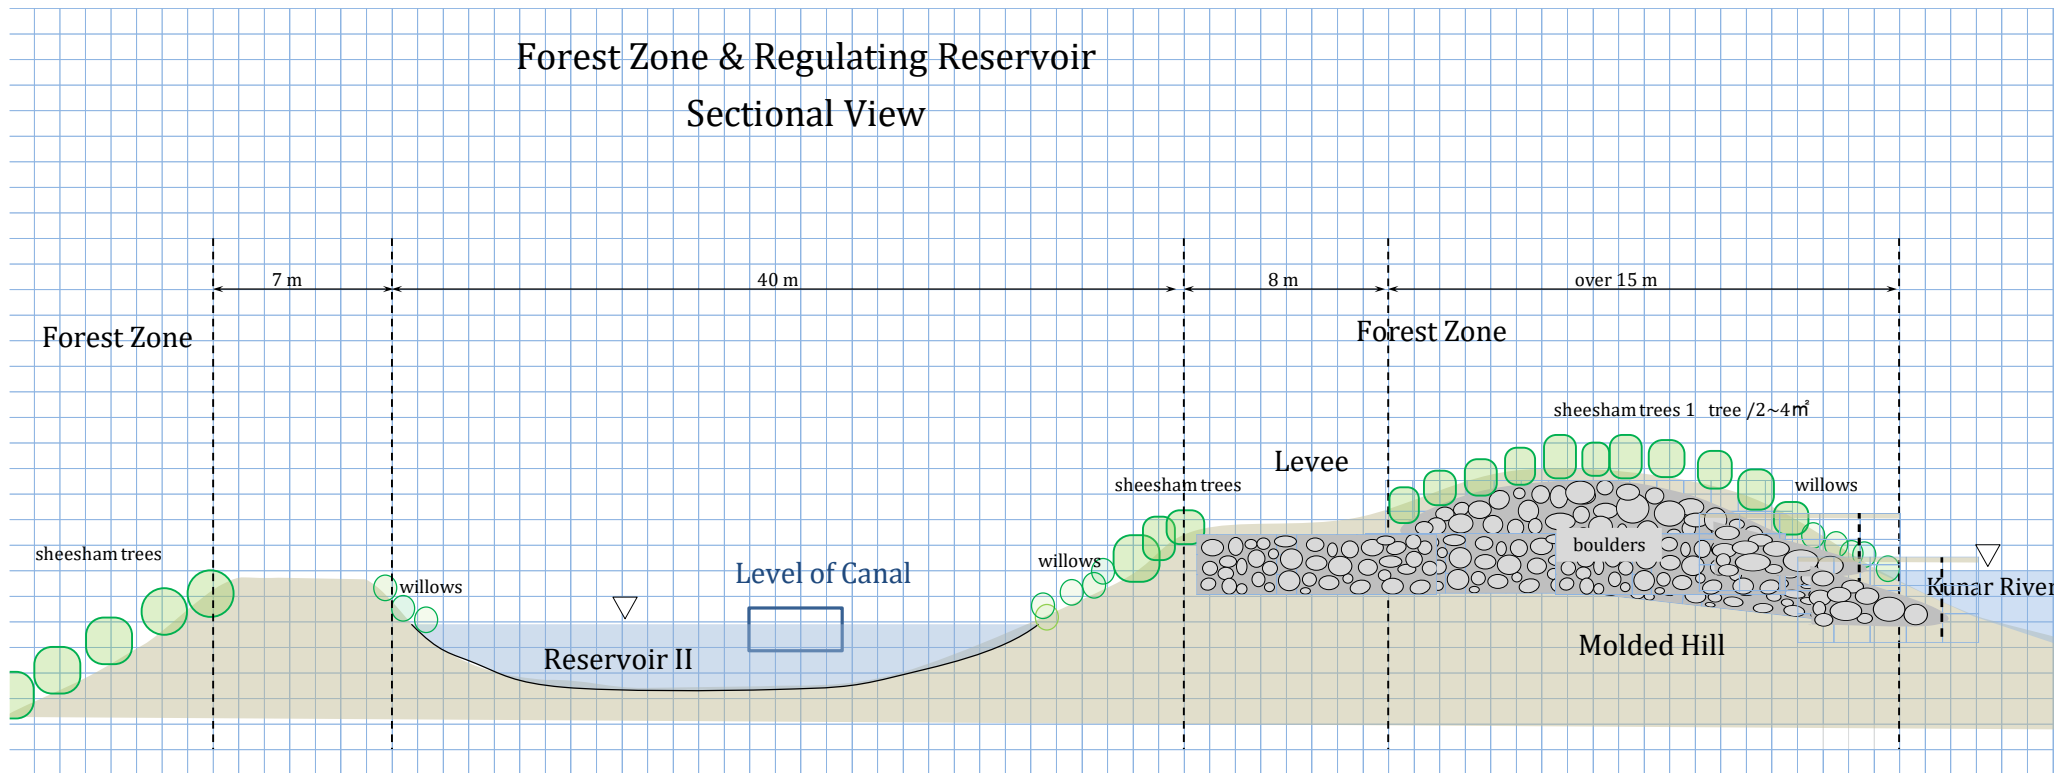 Forest Zone & Regulating Reservoir
Sectional View
7 m
40 m
8 m
over 15 m
Forest Zone
Forest Zone
sheesham trees 1 tree /2~4㎡
Levee
sheesham trees
willows
boulders
sheesham trees
willows
willows
Level of Canal
Kunar River
Reservoir II
Molded Hill